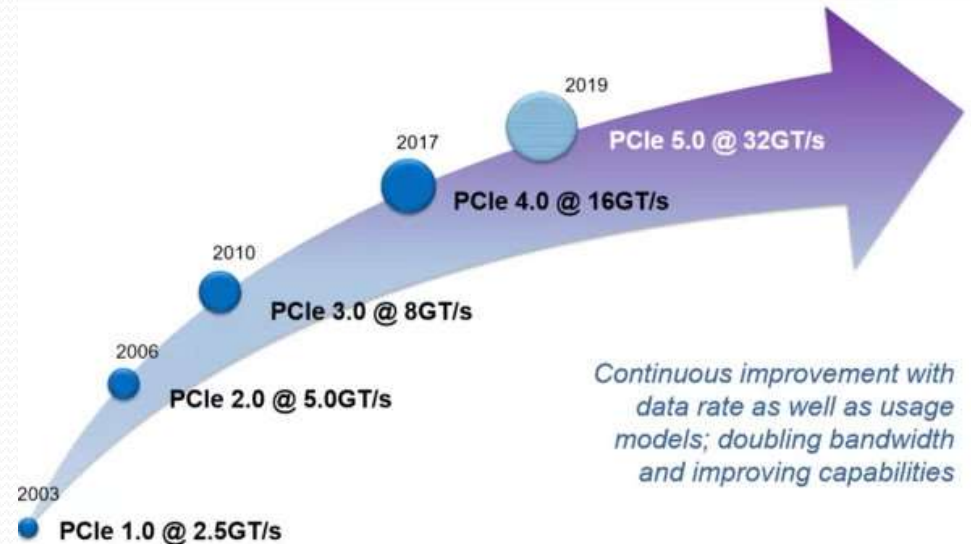 2019
PCIe 5.0 @ 32GT/s
2017
PCIe 4.0 @ 16GT/s
2010
PCIe 3.0 @ 8GT/s
2006
PCIe 2.0 @ 5.0GT/s
2003
PCIe 1.0 @ 2.5GT/s
Continuous improvement with
data rate as well as usage
models; doubling bandwidth
and improving capabilities